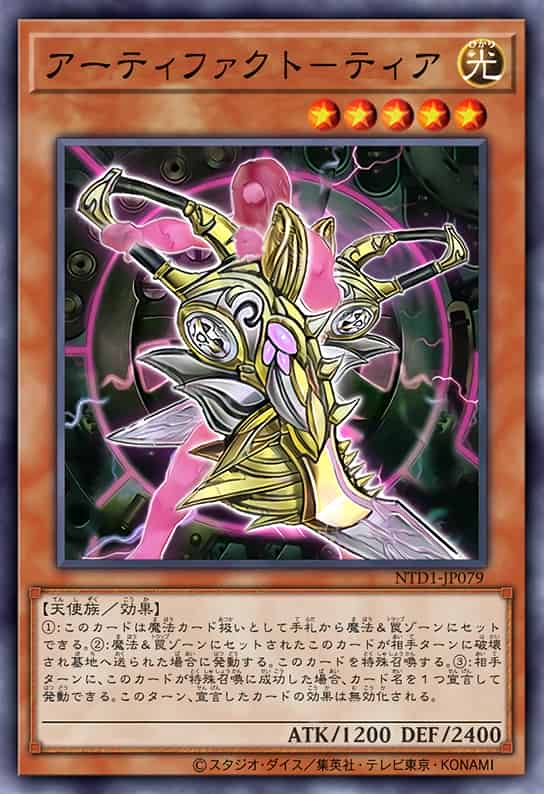 アーティファクトーティア
光
NTD1-JP079
【天使族／効果】
①：このカードは魔法カード扱いとして手札から魔法＆罠ゾーンにセット
できる。②：魔法＆罠ゾーンにセットされたこのカードが相手ターンに破壊
され墓地へ送られた場合に発動する。このカードを特殊召喚する。③：相手
ターンに、このカードが特殊召喚に成功した場合、カード名を１つ宣言して
発動できる。このターン、宣言したカードの効果は無効化される。
ATK/1200 DEF/2400
©スタジオ・ダイス／集英社・テレビ東京・KONAMI